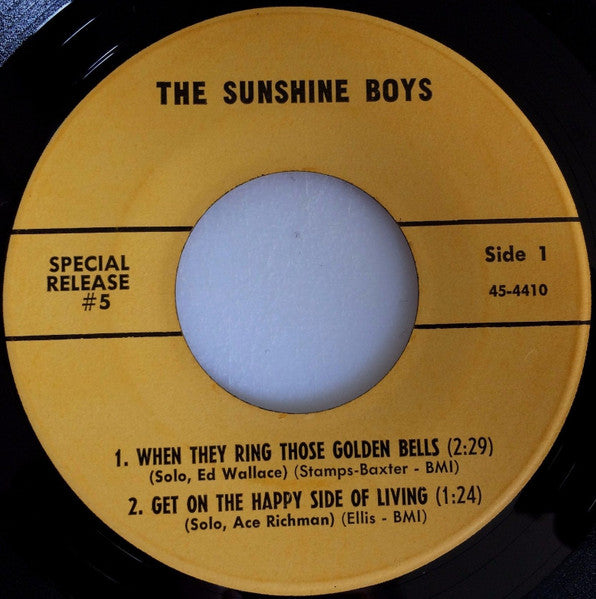 THE SUNSHINE BOYS
SPECIAL
RELEASE
#5
Side 1
45-4410
1. WHEN THEY RING THOSE GOLDEN BELLS (2:29)
(Solo, Ed Wallace) (Stamps-Baxter - BMI)
2. GET ON THE HAPPY SIDE OF LIVING (1:24)
(Solo, Ace Richman) (Ellis - BMI)